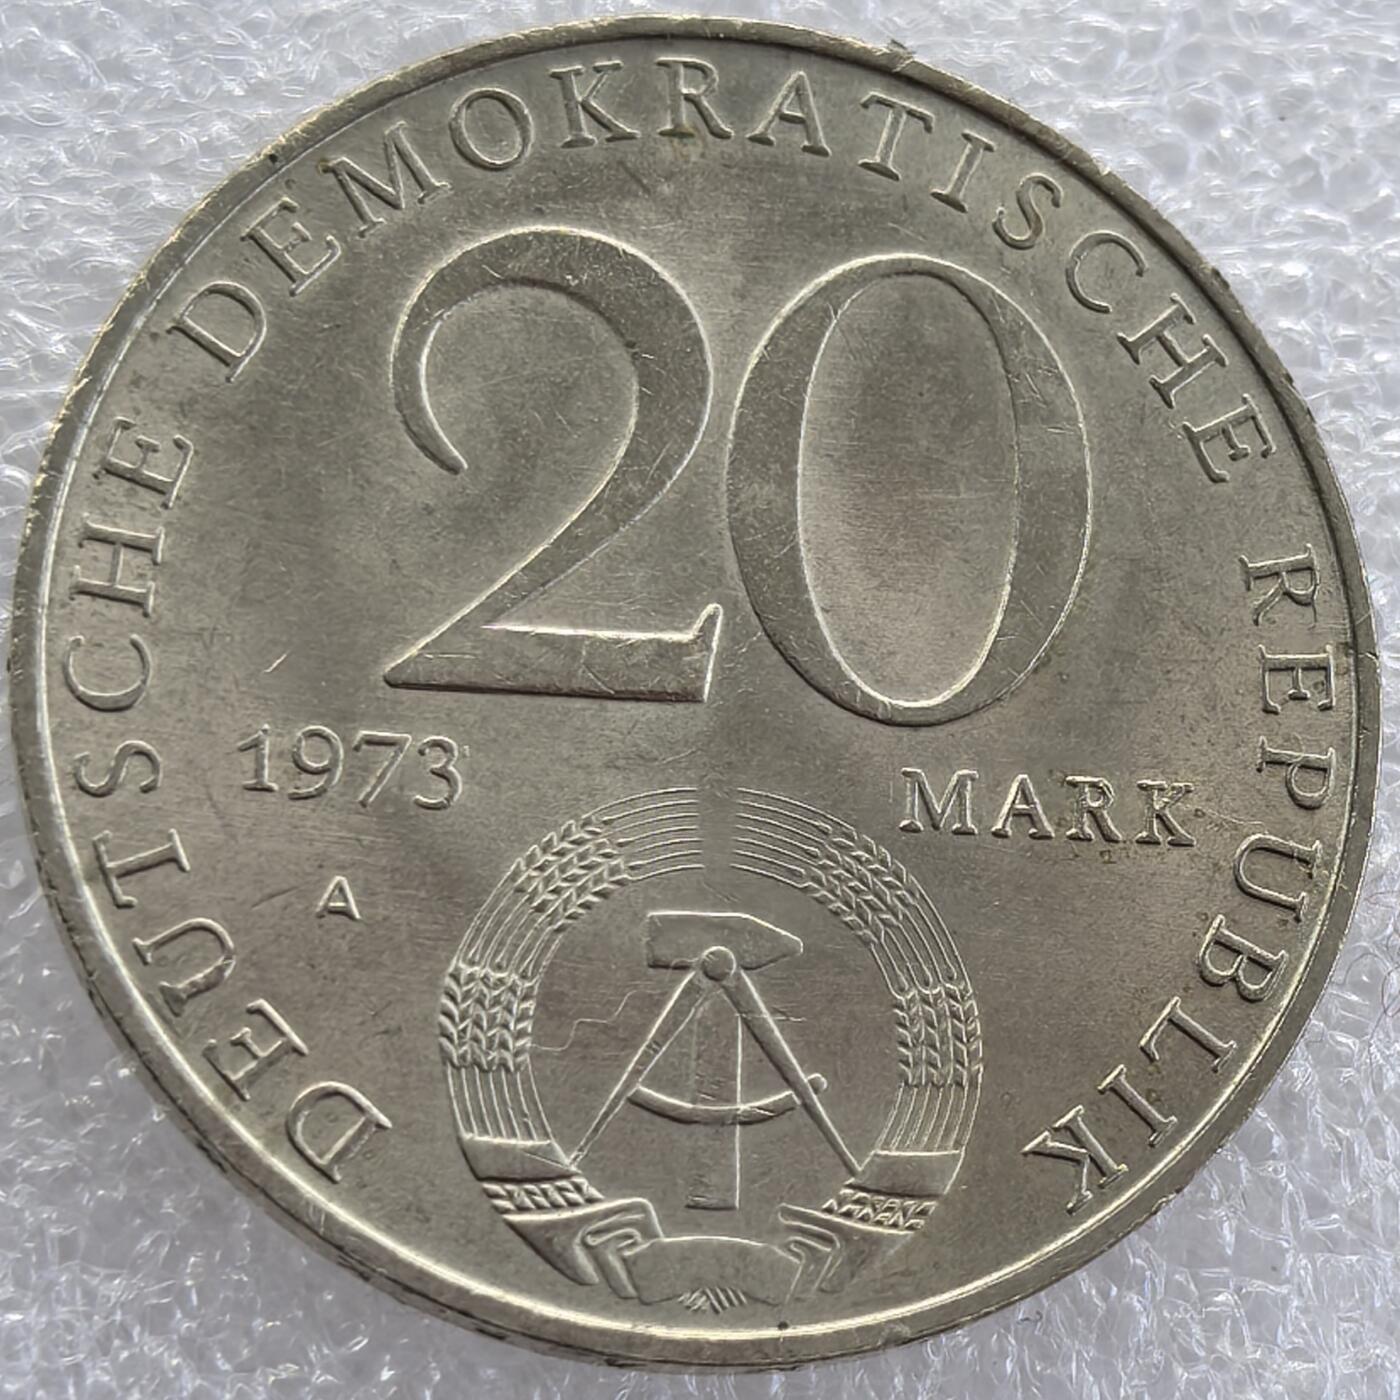 DEUTSCHE DEMOKRATISCHE REPUBLIK
20
1973
MARK
A